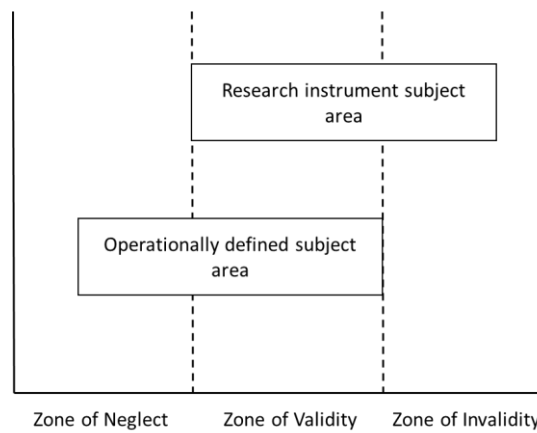 Research instrument subject
area
Operationally defined subject
area
Zone of Neglect
Zone of Validity
Zone of Invalidity